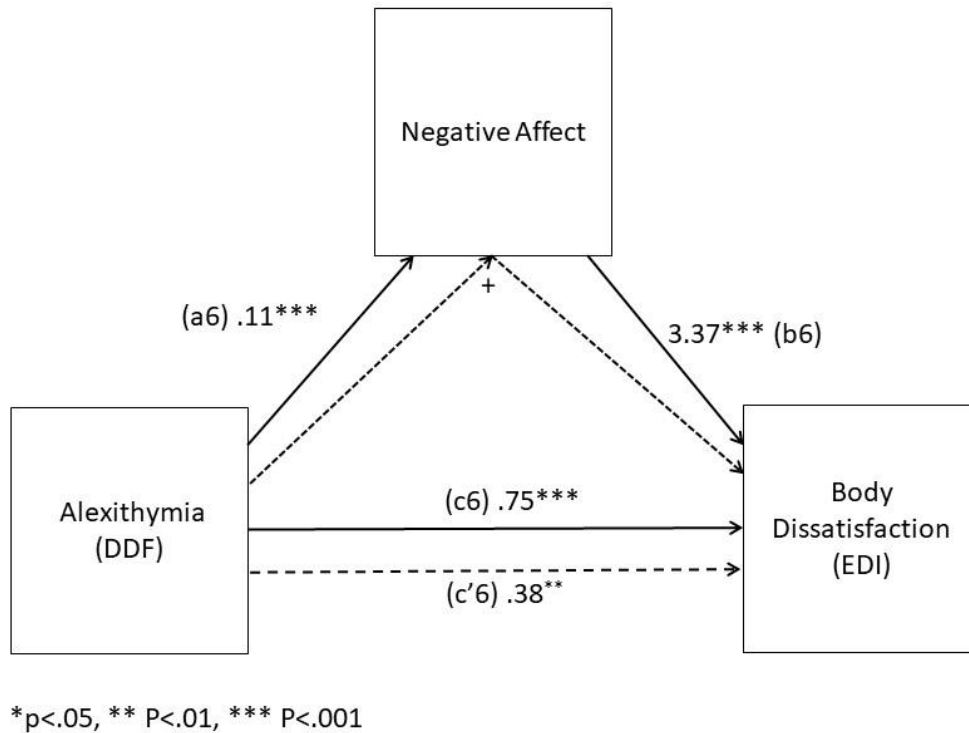 Negative Affect
+
(a6) .11***
3.37*** (b6)
Alexithymia
(DDF)
(c6) .75***
(c’6) .38**
Body
Dissatisfaction
(EDI)
*p<.05, ** P<.01, *** P<.001